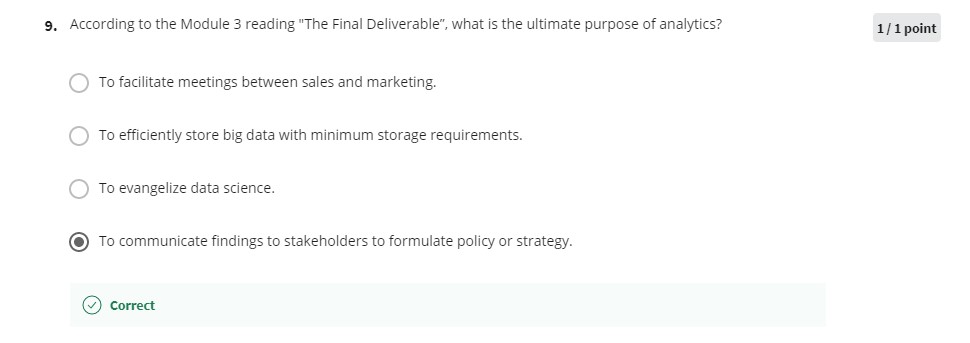 9. According to the Module 3 reading "The Final Deliverable”, what is the ultimate purpose of analytics?
1 / 1 point
To facilitate meetings between sales and marketing.
To efficiently store big data with minimum storage requirements.
To evangelize data science.
To communicate findings to stakeholders to formulate policy or strategy.
Correct